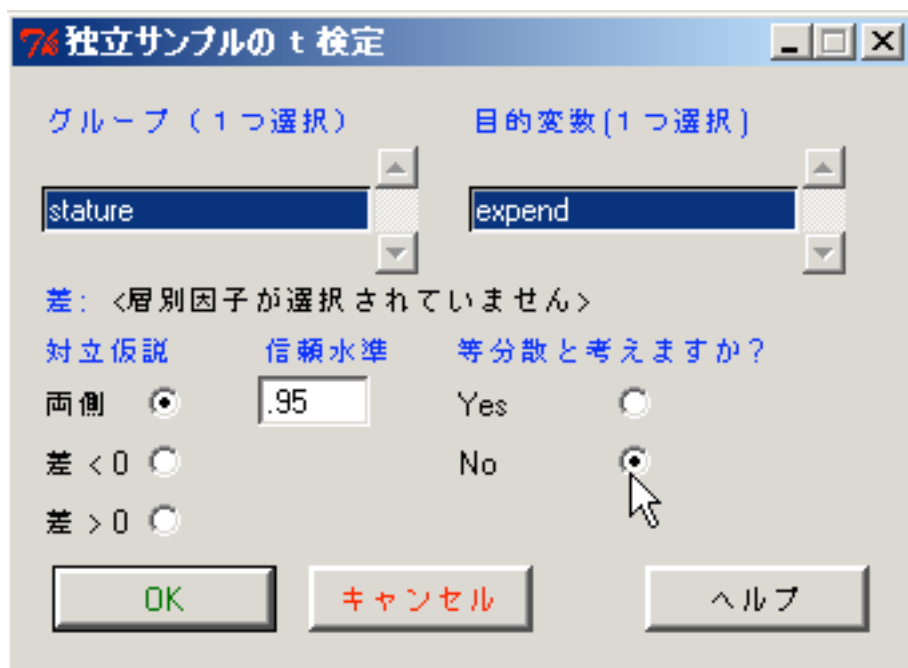 独立サンプルの t 検定
グループ（１つ選択） 目的変数(１つ選択)
stature expend
差: <層別因子が選択されていません>
対立仮説 信頼水準 等分散と考えますか？
両側 .95 Yes
差 < 0 No
差 > 0
OK キャンセル ヘルプ